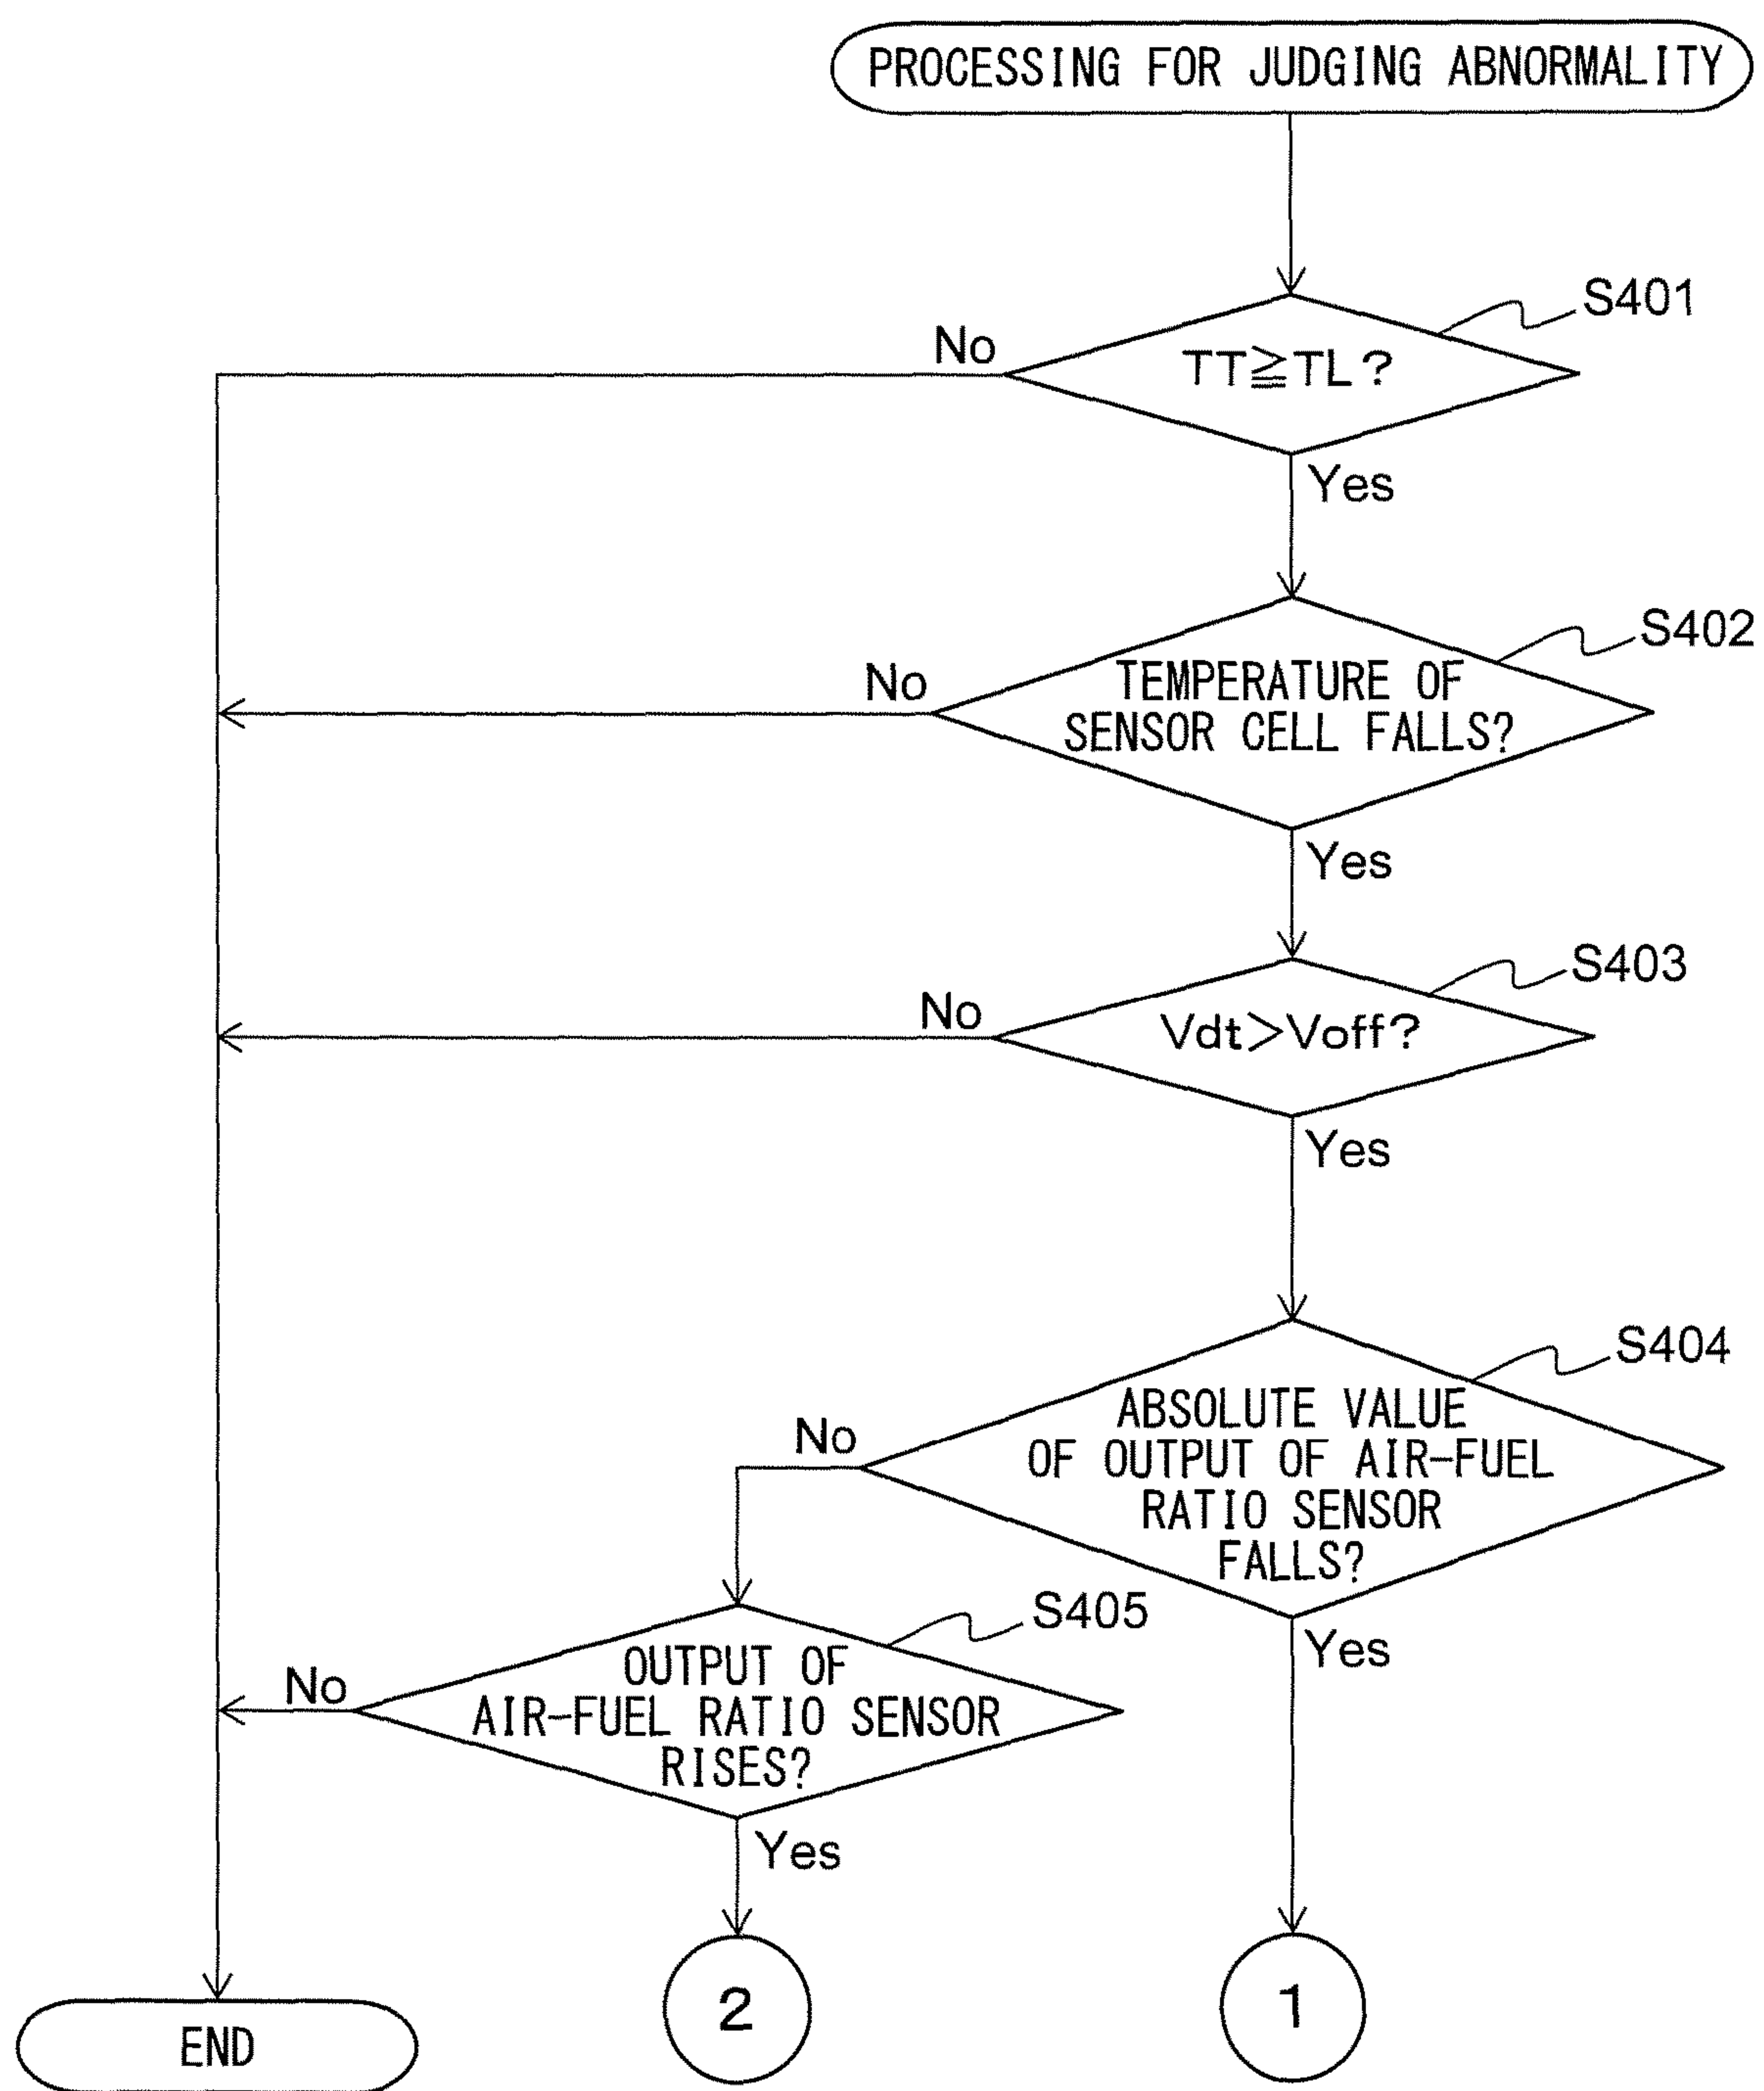 PROCESSING FOR JUDGING ABNORMALITY
S401
No
TT≧TL?
Yes
S402
No
TEMPERATURE OF
SENSOR CELL FALLS?
Yes
S403
No
Vdt>Voff?
Yes
S404
No
ABSOLUTE VALUE
OF OUTPUT OF AIR-FUEL
RATIO SENSOR
FALLS?
Yes
S405
No
OUTPUT OF
AIR-FUEL RATIO SENSOR
RISES?
Yes
2
1
END